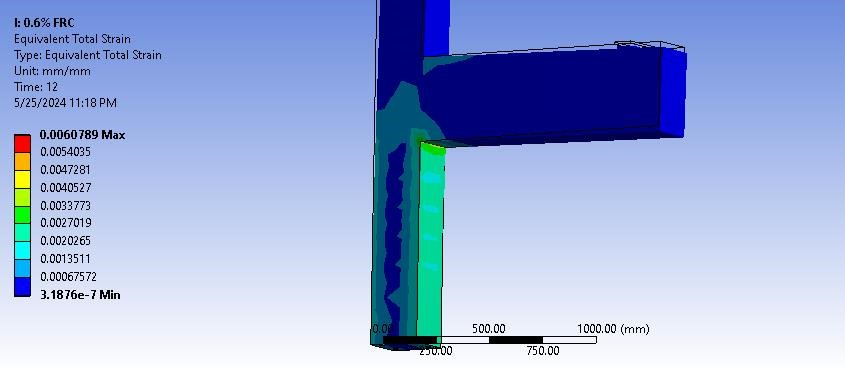 I: 0.6% FRC
Equivalent Total Strain
Type: Equivalent Total Strain
Unit: mm/mm
Time: 12
5/25/2024 11:18 PM
0.0060789 Max
0.0054035
0.0047281
0.0040527
0.0033773
0.0027019
0.0020265
0.0013511
0.00067572
3.1876e-7 Min
0.00 500.00 1000.00 (mm)
250.00 750.00